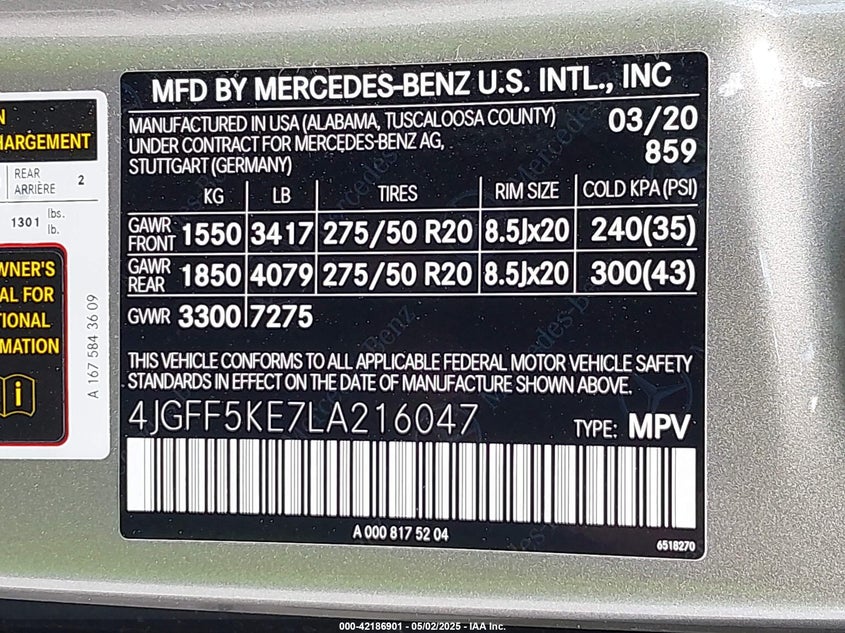 N
HARGEMENT
REAR
ARRIÈRE 2
1301 lbs.
lb.
WNER'S
AL FOR
TIONAL
MATION
A 167 584 36 09
MFD BY MERCEDES-BENZ U.S. INTL., INC
MANUFACTURED IN USA (ALABAMA, TUSCALOOSA COUNTY) 03/20
UNDER CONTRACT FOR MERCEDES-BENZ AG, 859
STUTTGART (GERMANY)
KG LB TIRES RIM SIZE COLD KPA (PSI)
GAWR FRONT 1550 3417 275/50 R20 8.5Jx20 240(35)
GAWR REAR 1850 4079 275/50 R20 8.5Jx20 300(43)
GVWR 3300 7275
THIS VEHICLE CONFORMS TO ALL APPLICABLE FEDERAL MOTOR VEHICLE SAFETY
STANDARDS IN EFFECT ON THE DATE OF MANUFACTURE SHOWN ABOVE.
4JGFF5KE7LA216047 TYPE: MPV
A 000 817 52 04
6518270
000-42186901 - 05/02/2025 - IAA Inc.